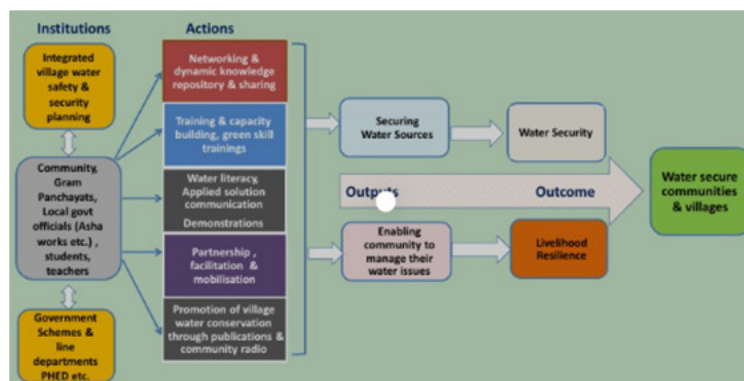 Institutions
Actions
Integrated
village water
safety &
security
planning
Community,
Gram
Panchayats,
Local govt
officials (Asha
works etc.) ,
students,
teachers
Government
Schemes &
line
departments
PHED etc.
Networking &
dynamic knowledge
repository & sharing
Training & capacity
building, green skill
trainings
Water literacy,
Applied solution
communication
Demonstrations
Partnership ,
facilitation &
mobilisation
Promotion of village
water conservation
through publications &
community radio
Securing
Water Sources
Water Security
Outputs
Outcome
Enabling
community to
manage their
water issues
Livelihood
Resilience
Water secure
communities
& villages